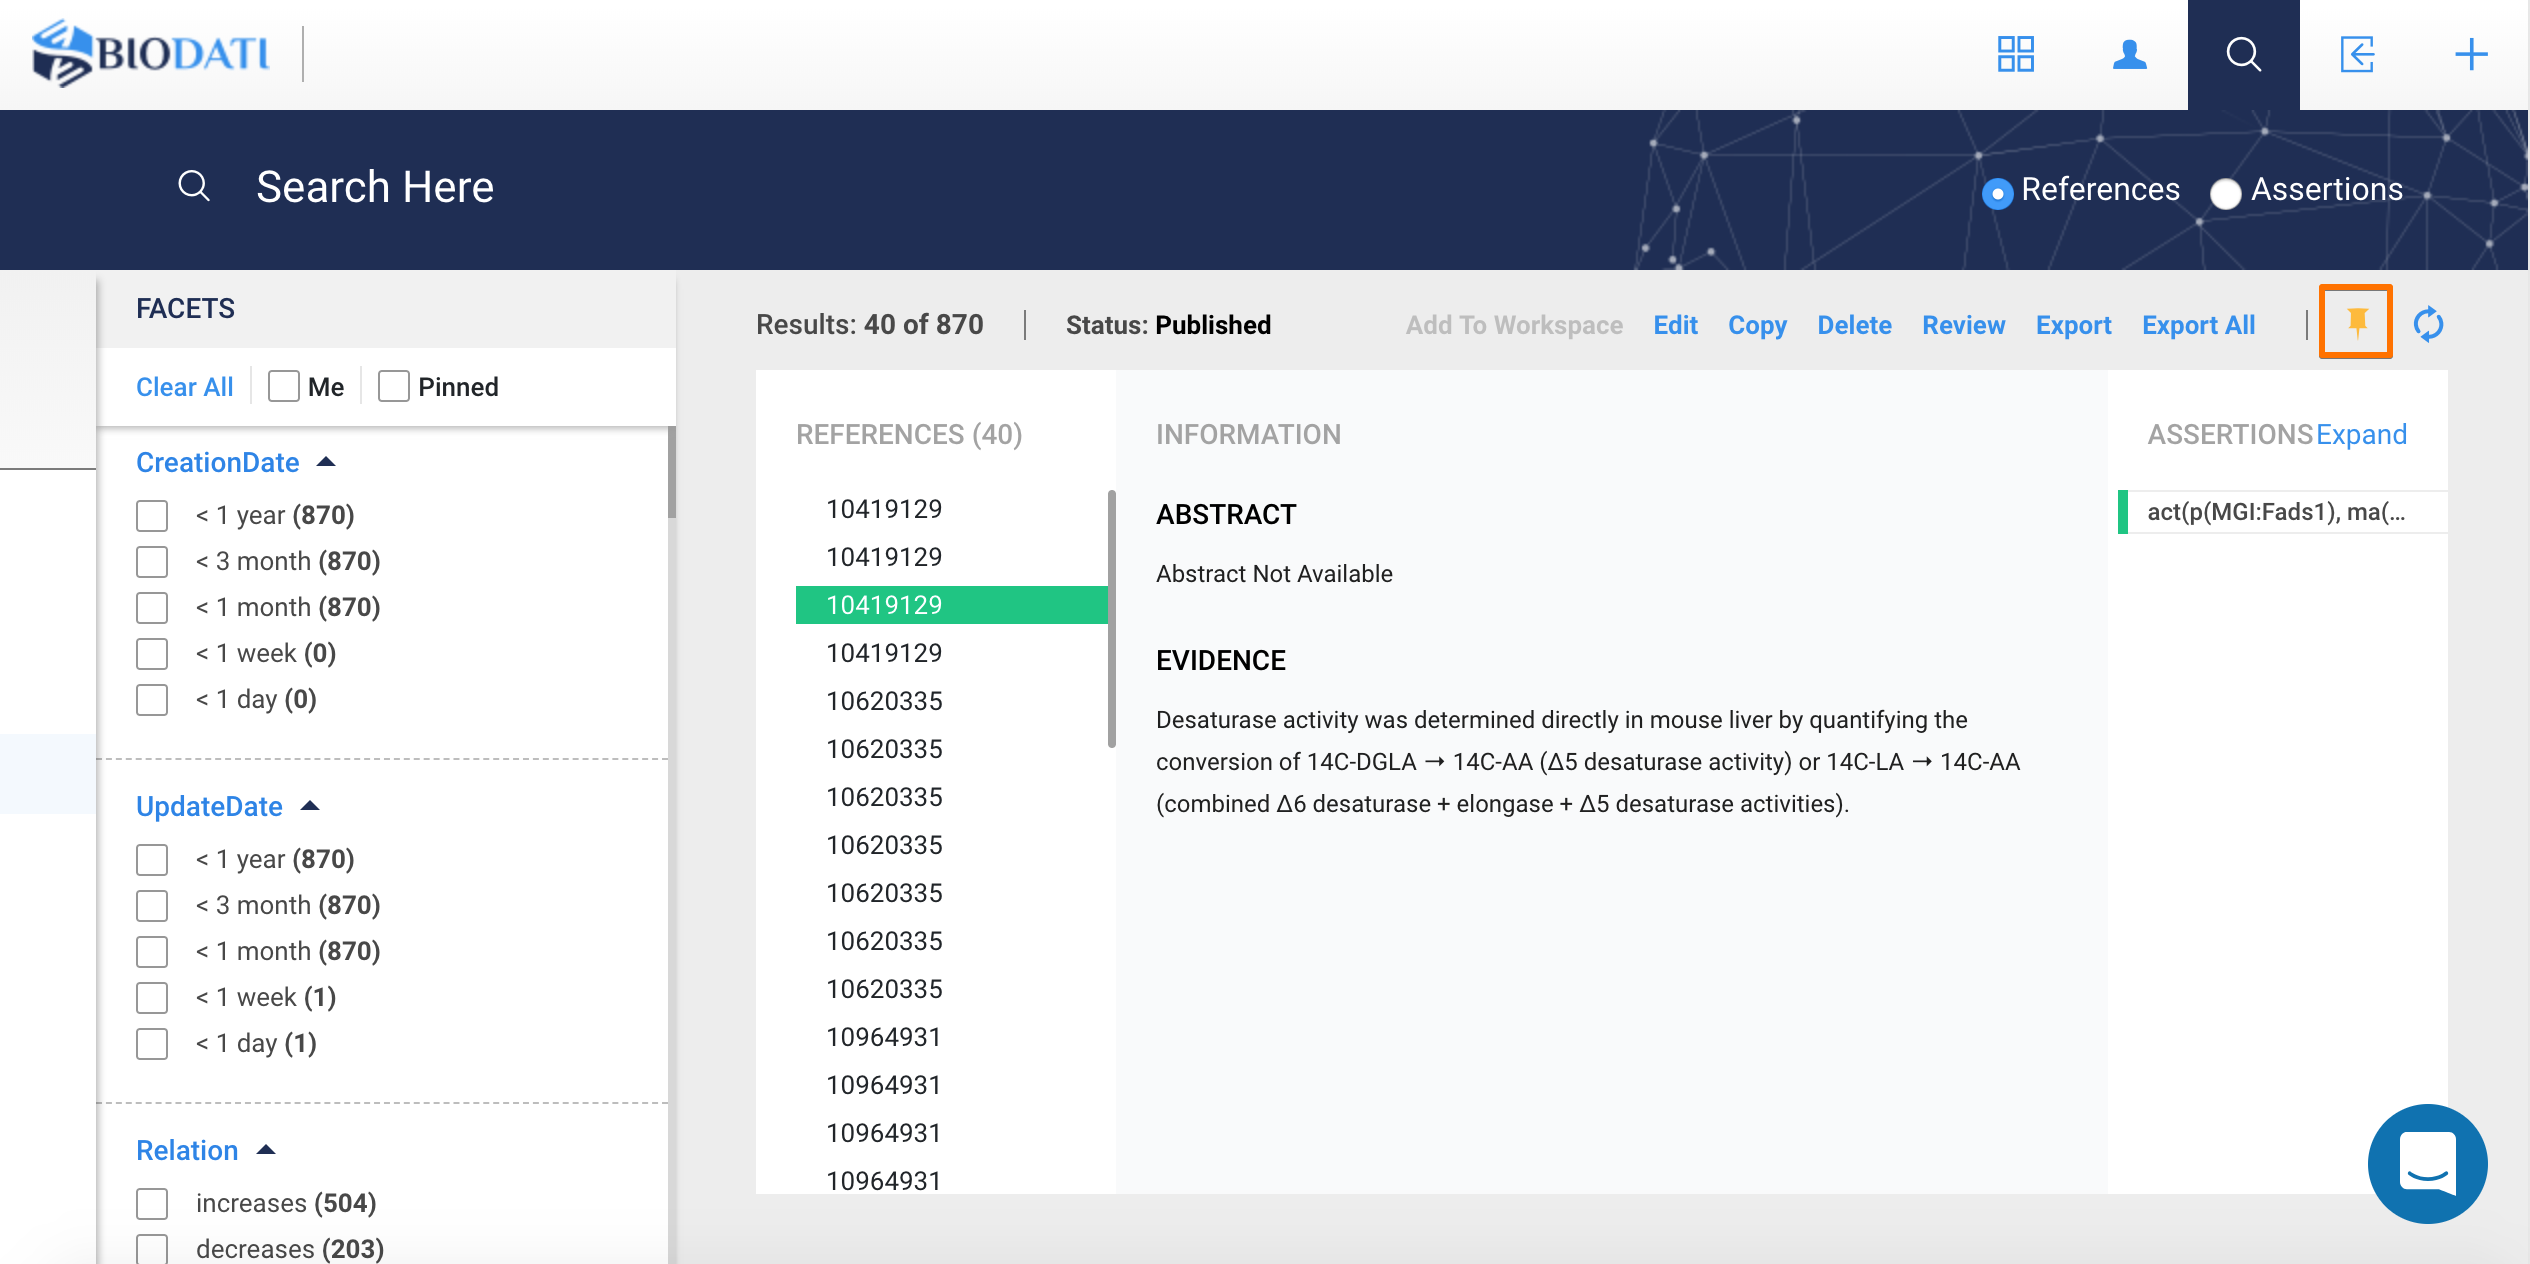 BIODATI
Search Here
References
Assertions
FACETS
Clear All
Me
Pinned
CreationDate
< 1 year (870)
< 3 month (870)
< 1 month (870)
< 1 week (0)
< 1 day (0)
UpdateDate
< 1 year (870)
< 3 month (870)
< 1 month (870)
< 1 week (1)
< 1 day (1)
Relation
increases (504)
decreases (203)
Results: 40 of 870
Status: Published
Add To Workspace
Edit
Copy
Delete
Review
Export
Export All
REFERENCES (40)
10419129
10419129
10419129
10419129
10620335
10620335
10620335
10620335
10620335
10620335
10620335
10964931
10964931
10964931
10964931
INFORMATION
ABSTRACT
Abstract Not Available
EVIDENCE
Desaturase activity was determined directly in mouse liver by quantifying the
conversion of 14C-DGLA → 14C-AA (Δ5 desaturase activity) or 14C-LA → 14C-AA
(combined Δ6 desaturase + elongase + Δ5 desaturase activities).
ASSERTIONS Expand
act(p(MGI:Fads1), ma(...